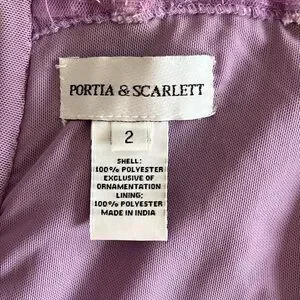 PORTIA & SCARLETT
2
SHELL:
100% POLYESTER
EXCLUSIVE OF
ORNAMENTATION
LINING;
100% POLYESTER
MADE IN INDIA